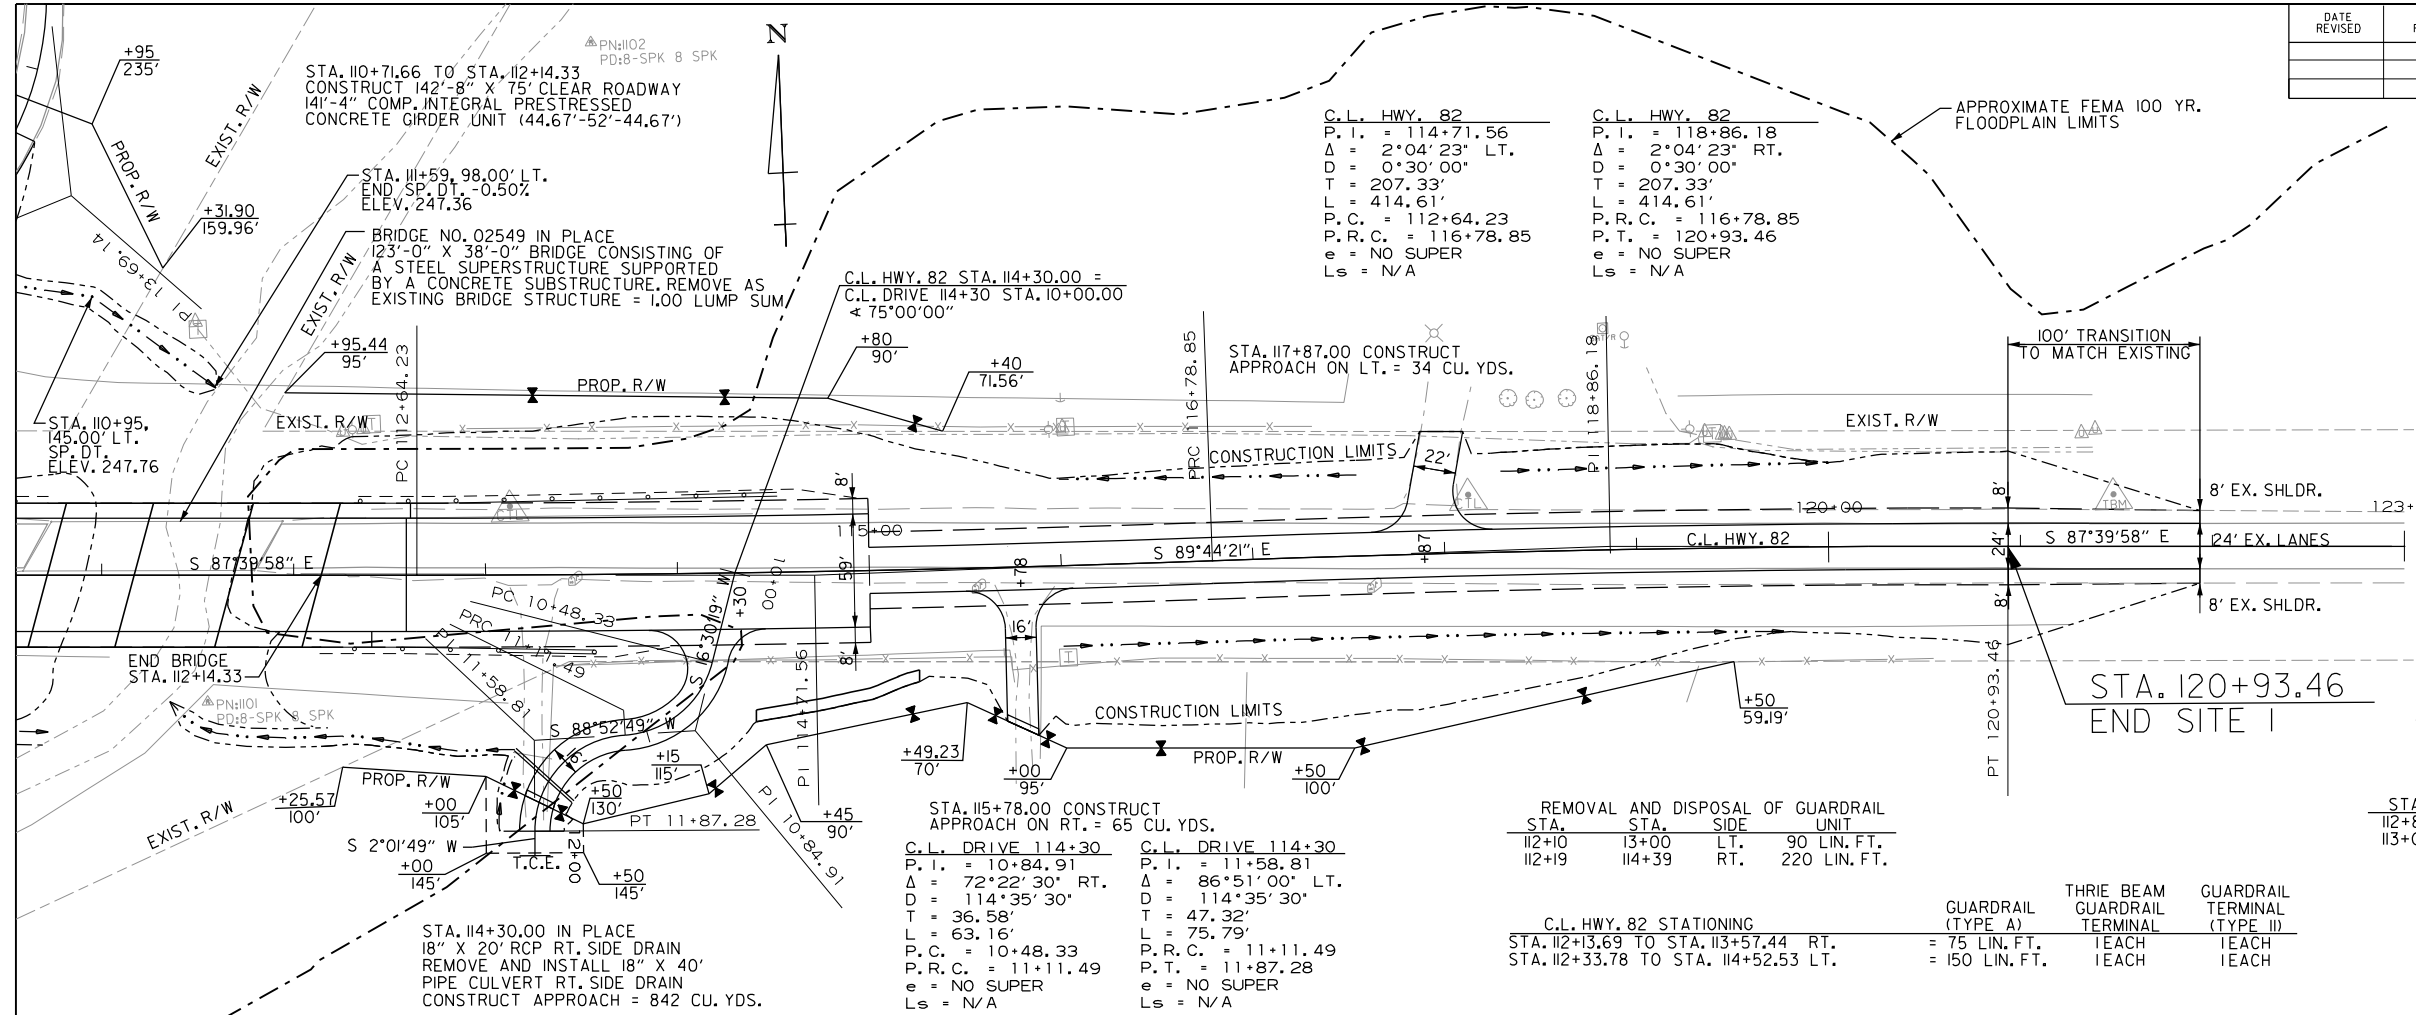 DATE
REVISED
+95
235'
PN:1102
PD:8-SPK 8 SPK
N
STA. 110+71.66 TO STA. 112+14.33
CONSTRUCT 142'-8" X 75' CLEAR ROADWAY
141'-4" COMP. INTEGRAL PRESTRESSED
CONCRETE GIRDER UNIT (44.67'-52'-44.67')
EXIST. R/W
PROP. R/W
+31.90
159.96'
PI 13+69.14
STA. 111+59, 98.00' LT.
END SP. DT. -0.50%
ELEV. 247.36
BRIDGE NO. 02549 IN PLACE
123'-0" X 38'-0" BRIDGE CONSISTING OF
A STEEL SUPERSTRUCTURE SUPPORTED
BY A CONCRETE SUBSTRUCTURE. REMOVE AS
EXISTING BRIDGE STRUCTURE = 1.00 LUMP SUM
EXIST. R/W
C.L. HWY. 82 STA. 114+30.00 =
C.L. DRIVE 114+30 STA. 10+00.00
∡ 75°00'00"
C.L. HWY. 82
P.I. = 114+71.56
Δ = 2°04'23" LT.
D = 0°30'00"
T = 207.33'
L = 414.61'
P.C. = 112+64.23
P.R.C. = 116+78.85
e = NO SUPER
Ls = N/A
C.L. HWY. 82
P.I. = 118+86.18
Δ = 2°04'23" RT.
D = 0°30'00"
T = 207.33'
L = 414.61'
P.R.C. = 116+78.85
P.T. = 120+93.46
e = NO SUPER
Ls = N/A
APPROXIMATE FEMA 100 YR.
FLOODPLAIN LIMITS
100' TRANSITION
TO MATCH EXISTING
+95.44
95'
PC 112+64.23
PROP. R/W
+80
90'
+40
71.56'
PRC 116+78.85
STA. 117+87.00 CONSTRUCT
APPROACH ON LT. = 34 CU. YDS.
PI 118+86.18
EXIST. R/W
EXIST. R/W
STA. 110+95,
145.00' LT.
SP. DT.
ELEV. 247.76
CONSTRUCTION LIMITS
22'
8'
CTL
CTL
TBM
8'
8' EX. SHLDR.
115+00
120+00
123+
S 87°39'58" E
S 89°44'21" E
+87
C.L. HWY. 82
24'
S 87°39'58" E
24' EX. LANES
59'
+78
PC 10+48.33
PRC 11+11.49
PI 11+58.81
S 16°30'19" W
+30
10+00
16'
8'
8'
8' EX. SHLDR.
END BRIDGE
STA. 112+14.33
PN:1101
PD:8-SPK 8 SPK
S 88°52'49" W
PI 114+71.56
CONSTRUCTION LIMITS
+50
59.19'
PT 120+93.46
STA. 120+93.46
END SITE 1
+25.57
100'
PROP. R/W
+00
105'
16'
+15
115'
+50
130'
+49.23
70'
+00
95'
PROP. R/W
+50
100'
EXIST. R/W
PT 11+87.28
PI 10+84.91
+45
90'
S 2°01'49" W
+00
145'
T.C.E.
12+00
+50
145'
STA. 115+78.00 CONSTRUCT
APPROACH ON RT. = 65 CU. YDS.
C.L. DRIVE 114+30
P.I. = 10+84.91
Δ = 72°22'30" RT.
D = 114°35'30"
T = 36.58'
L = 63.16'
P.C. = 10+48.33
P.R.C. = 11+11.49
e = NO SUPER
Ls = N/A
C.L. DRIVE 114+30
P.I. = 11+58.81
Δ = 86°51'00" LT.
D = 114°35'30"
T = 47.32'
L = 75.79'
P.R.C. = 11+11.49
P.T. = 11+87.28
e = NO SUPER
Ls = N/A
STA. 114+30.00 IN PLACE
18" X 20' RCP RT. SIDE DRAIN
REMOVE AND INSTALL 18" X 40'
PIPE CULVERT RT. SIDE DRAIN
CONSTRUCT APPROACH = 842 CU. YDS.
REMOVAL AND DISPOSAL OF GUARDRAIL
STA. STA. SIDE UNIT
112+10 113+00 LT. 90 LIN. FT.
112+19 114+39 RT. 220 LIN. FT.
C.L. HWY. 82 STATIONING GUARDRAIL (TYPE A) THRIE BEAM GUARDRAIL TERMINAL GUARDRAIL TERMINAL (TYPE II)
STA. 112+13.69 TO STA. 113+57.44 RT. = 75 LIN. FT. 1 EACH 1 EACH
STA. 112+33.78 TO STA. 114+52.53 LT. = 150 LIN. FT. 1 EACH 1 EACH
STA
112+8
113+0